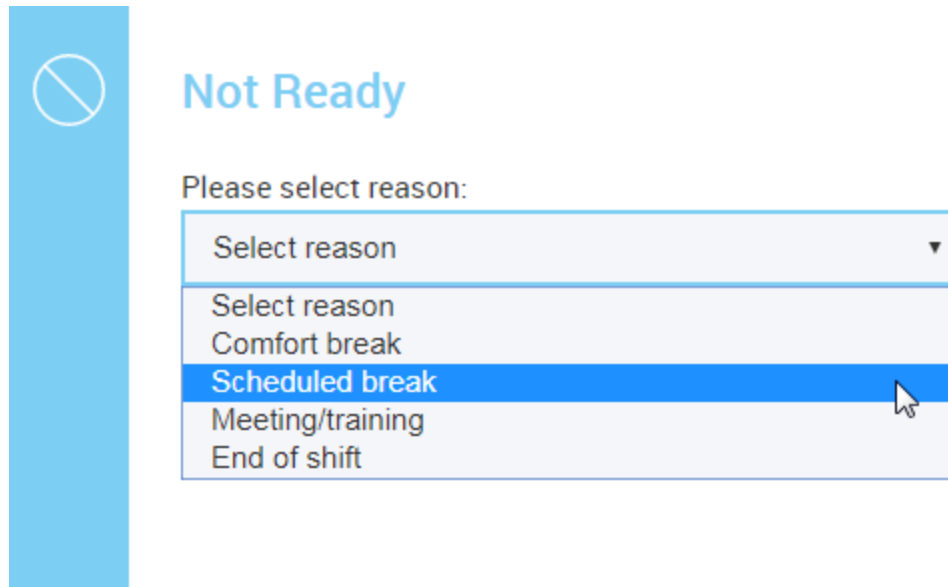 Not Ready
Please select reason:
Select reason
Select reason
Comfort break
Scheduled break
Meeting/training
End of shift